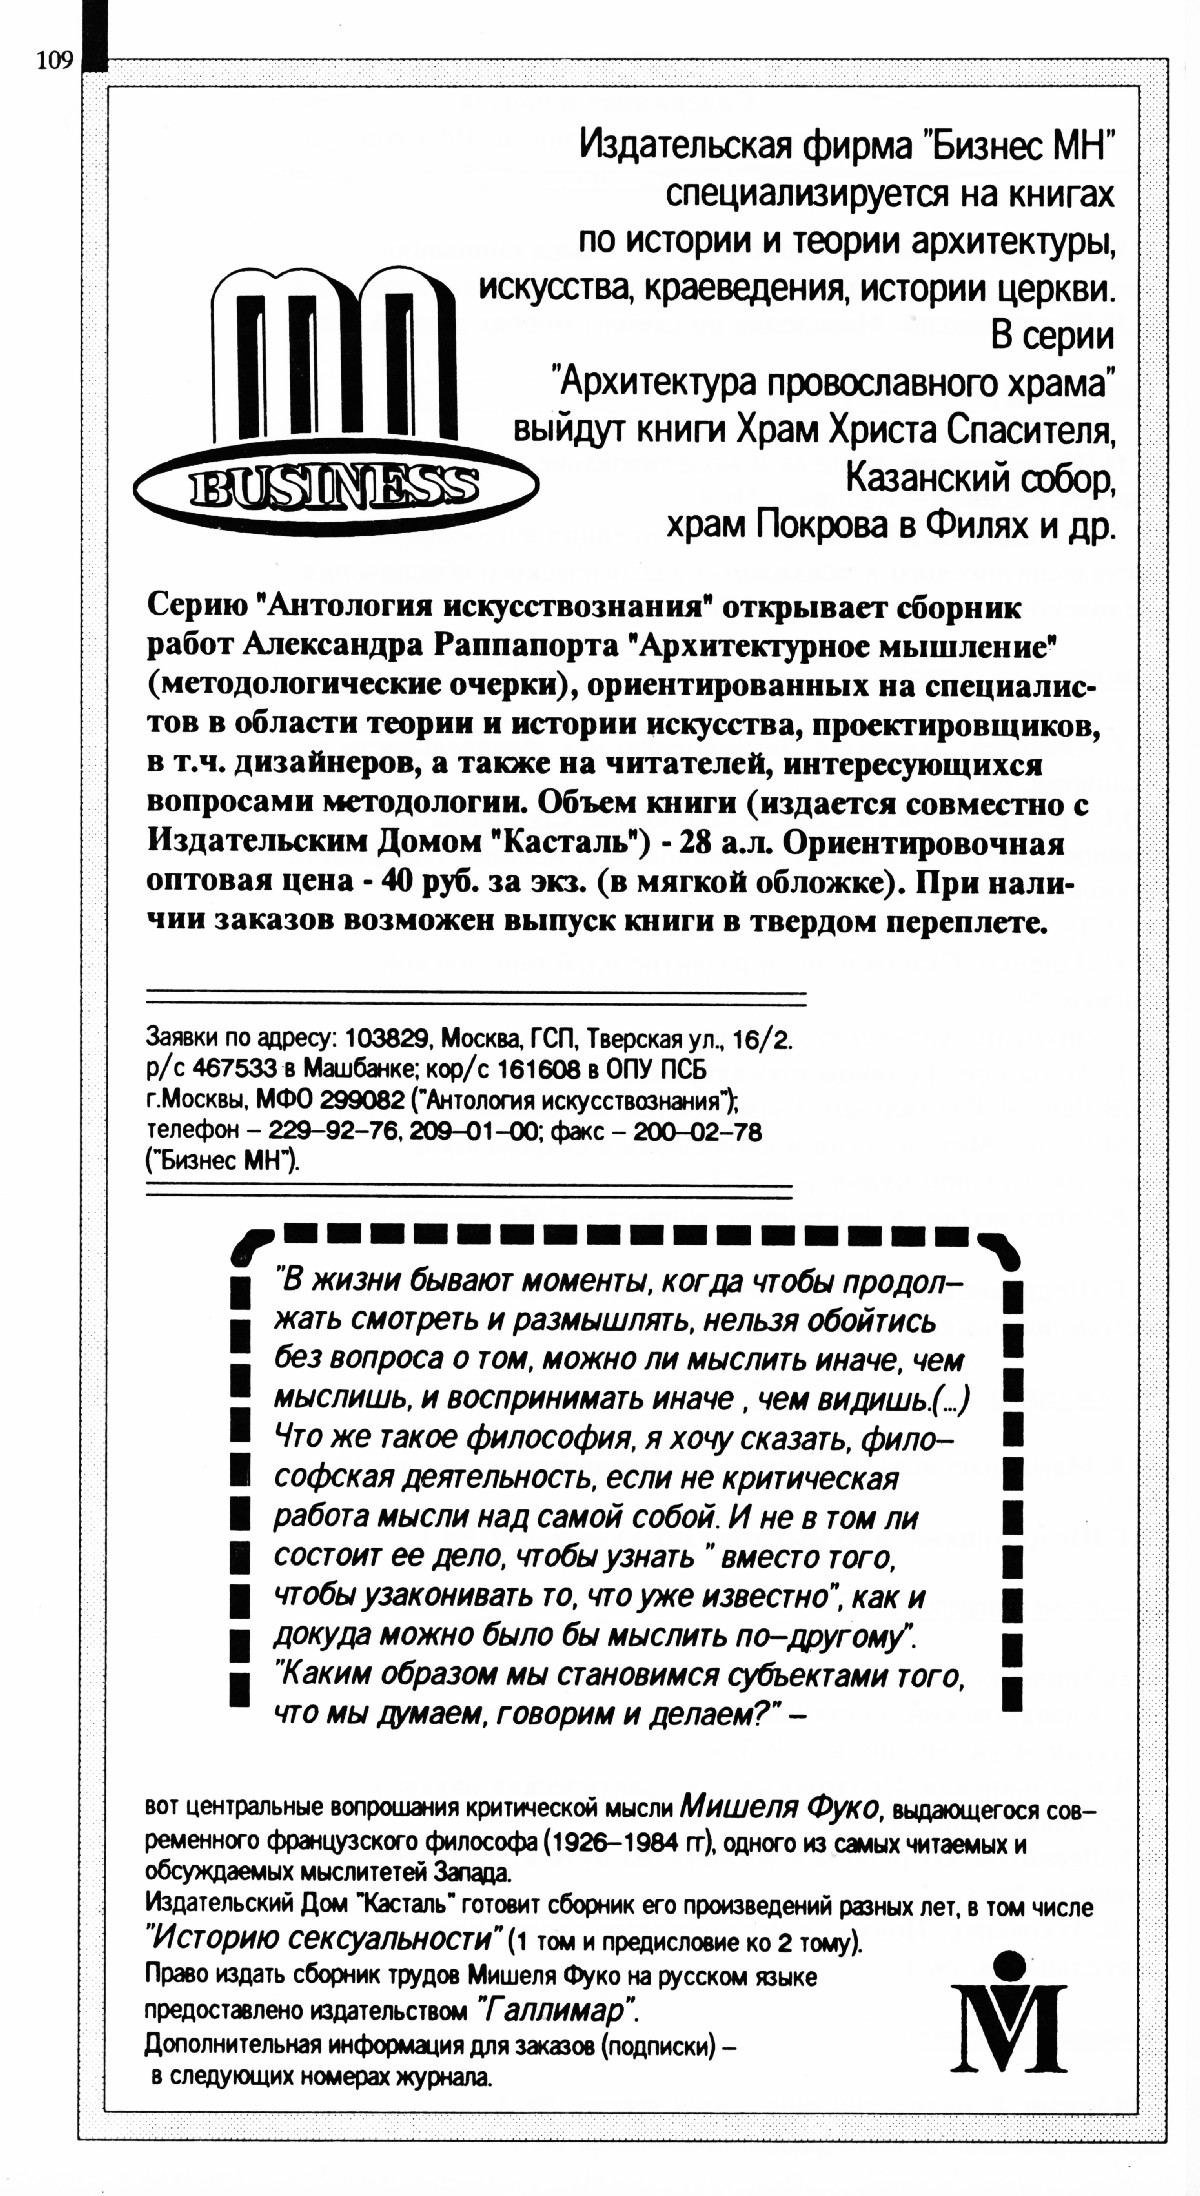 109
Издательская фирма "Бизнес МН"
специализируется на книгах
по истории и теории архитектуры,
искусства, краеведения, истории церкви.
В серии
"Архитектура провославного храма"
выйдут книги Храм Христа Спасителя,
Казанский собор,
храм Покрова в Филях и др.
mn
BUSINESS
Серию "Антология искусствознания" открывает сборник
работ Александра Раппапорта "Архитектурное мышление"
(методологические очерки), ориентированных на специалис-
тов в области теории и истории искусства, проектировщиков,
в т.ч. дизайнеров, а также на читателей, интересующихся
вопросами методологии. Объем книги (издается совместно с
Издательским Домом "Касталь") - 28 а.л. Ориентировочная
оптовая цена - 40 руб. за экз. (в мягкой обложке). При нали-
чии заказов возможен выпуск книги в твердом переплете.
Заявки по адресу: 103829, Москва, ГСП, Тверская ул., 16/2.
р/с 467533 в Машбанке; кор/с 161608 в ОПУ ПСБ
г.Москвы, МФО 299082 ("Антология искусствознания");
телефон – 229–92–76, 209–01–00; факс – 200–02–78
("Бизнес МН").
"В жизни бывают моменты, когда чтобы продол–
жать смотреть и размышлять, нельзя обойтись
без вопроса о том, можно ли мыслить иначе, чем
мыслишь, и воспринимать иначе , чем видишь.(...)
Что же такое философия, я хочу сказать, фило–
софская деятельность, если не критическая
работа мысли над самой собой. И не в том ли
состоит ее дело, чтобы узнать " вместо того,
чтобы узаконивать то, что уже известно", как и
докуда можно было бы мыслить по–другому".
"Каким образом мы становимся субъектами того,
что мы думаем, говорим и делаем?" –
вот центральные вопрошания критической мысли Мишеля Фуко, выдающегося сов–
ременного французского философа (1926–1984 гг), одного из самых читаемых и
обсуждаемых мыслитетей Запада.
Издательский Дом "Касталь" готовит сборник его произведений разных лет, в том числе
"Историю сексуальности" (1 том и предисловие ко 2 тому).
Право издать сборник трудов Мишеля Фуко на русском языке
предоставлено издательством "Галлимар".
Дополнительная информация для заказов (подписки) –
в следующих номерах журнала.